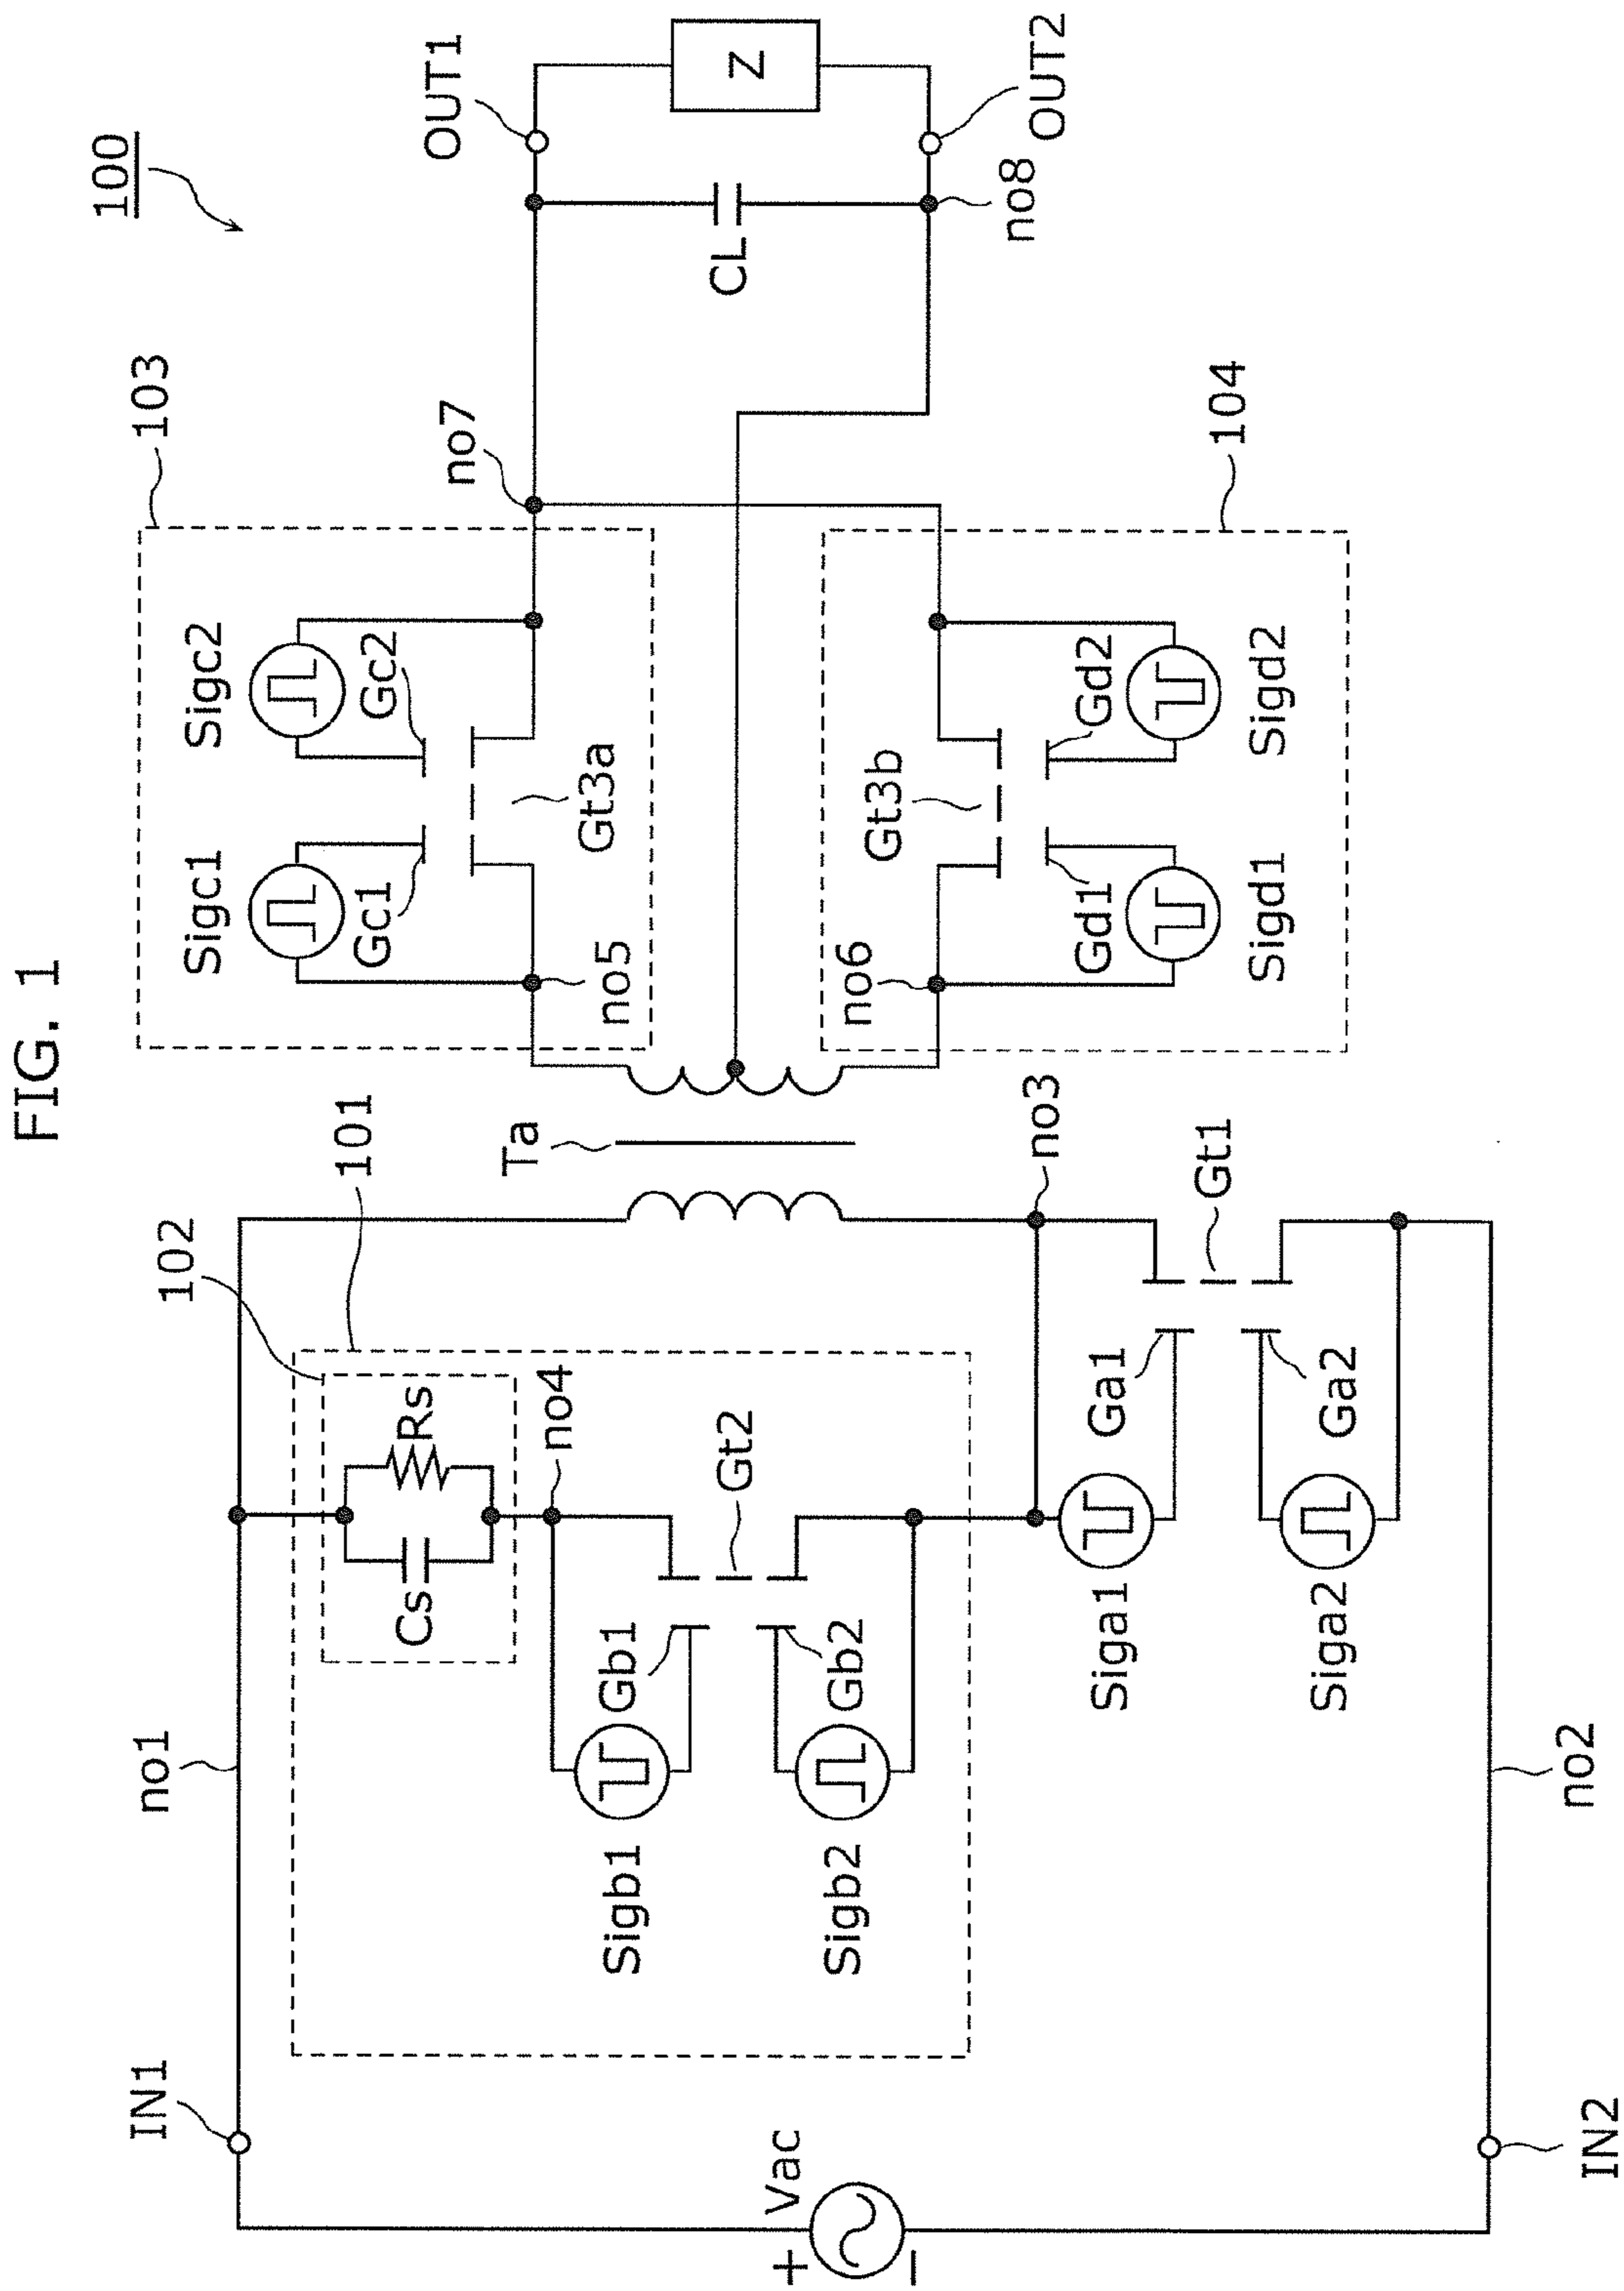 FIG. 1
100
103
Sigc1
Sigc2
Gc1
Gc2
Gt3a
no5
no7
OUT1
Z
CL
OUT2
no8
104
Gt3b
no6
Gd1
Gd2
Sigd1
Sigd2
102
101
Ta
IN1
no1
Cs
Rs
no4
Sigb1
Gb1
Gt2
Sigb2
Gb2
no3
Vac
+
−
Siga1
Ga1
Gt1
Siga2
Ga2
IN2
no2